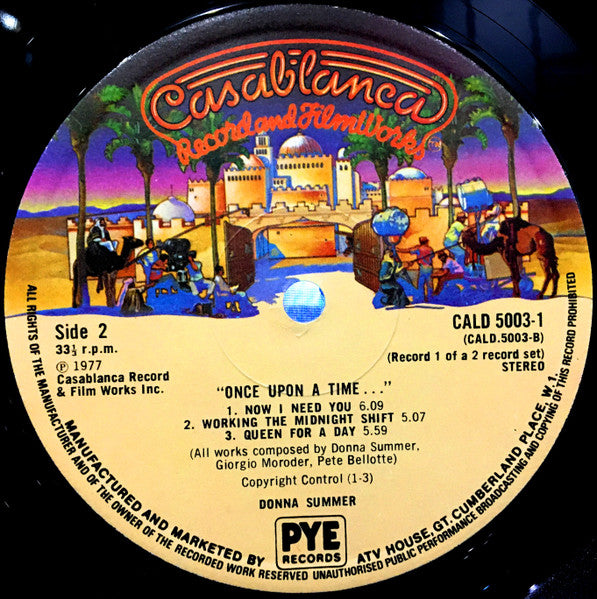 Casablanca
Record and FilmWorks™
Side 2
33⅓ r.p.m.
Ⓟ 1977
Casablanca Record
& Film Works Inc.
CALD 5003-1
(CALD.5003-B)
(Record 1 of a 2 record set)
STEREO
"ONCE UPON A TIME..."
1. NOW I NEED YOU 6.09
2. WORKING THE MIDNIGHT SHIFT 5.07
3. QUEEN FOR A DAY 5.59
(All works composed by Donna Summer,
Giorgio Moroder, Pete Bellotte)
Copyright Control (1-3)
DONNA SUMMER
PYE
RECORDS
MANUFACTURED AND MARKETED BY
ATV HOUSE, GT. CUMBERLAND PLACE, W.1.
ALL RIGHTS OF THE MANUFACTURER AND OF THE OWNER OF THE RECORDED WORK RESERVED UNAUTHORISED PUBLIC PERFORMANCE BROADCASTING AND COPYING OF THIS RECORD PROHIBITED